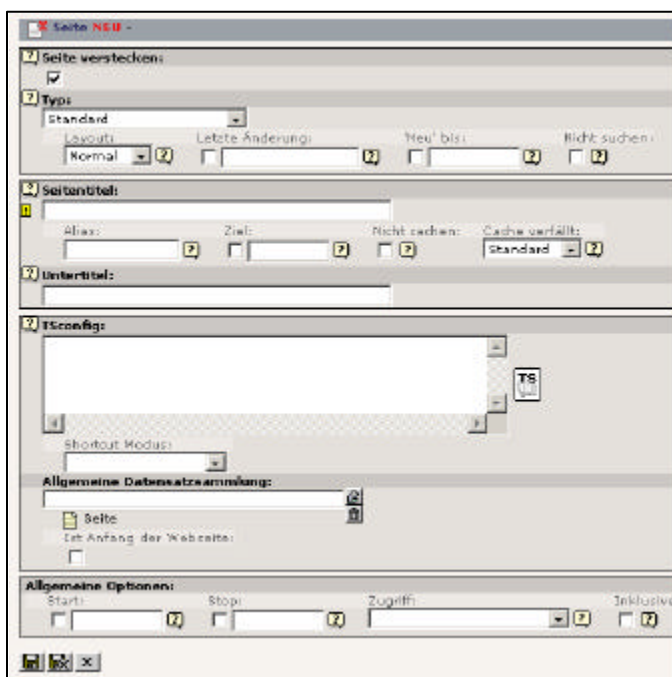 Seite NEU -
Seite verstecken:
Typ:
Standard
Layout: Letzte Änderung: 'Neu' bis: Nicht suchen:
Normal
Seitentitel:
Alias: Ziel: Nicht cachen: Cache verfällt:
Standard
Untertitel:
TSconfig:
TS
Shortcut Modus:
Allgemeine Datensatzsammlung:
Seite
Ist Anfang der Webseite:
Allgemeine Optionen:
Start: Stop: Zugriff: Inklusive